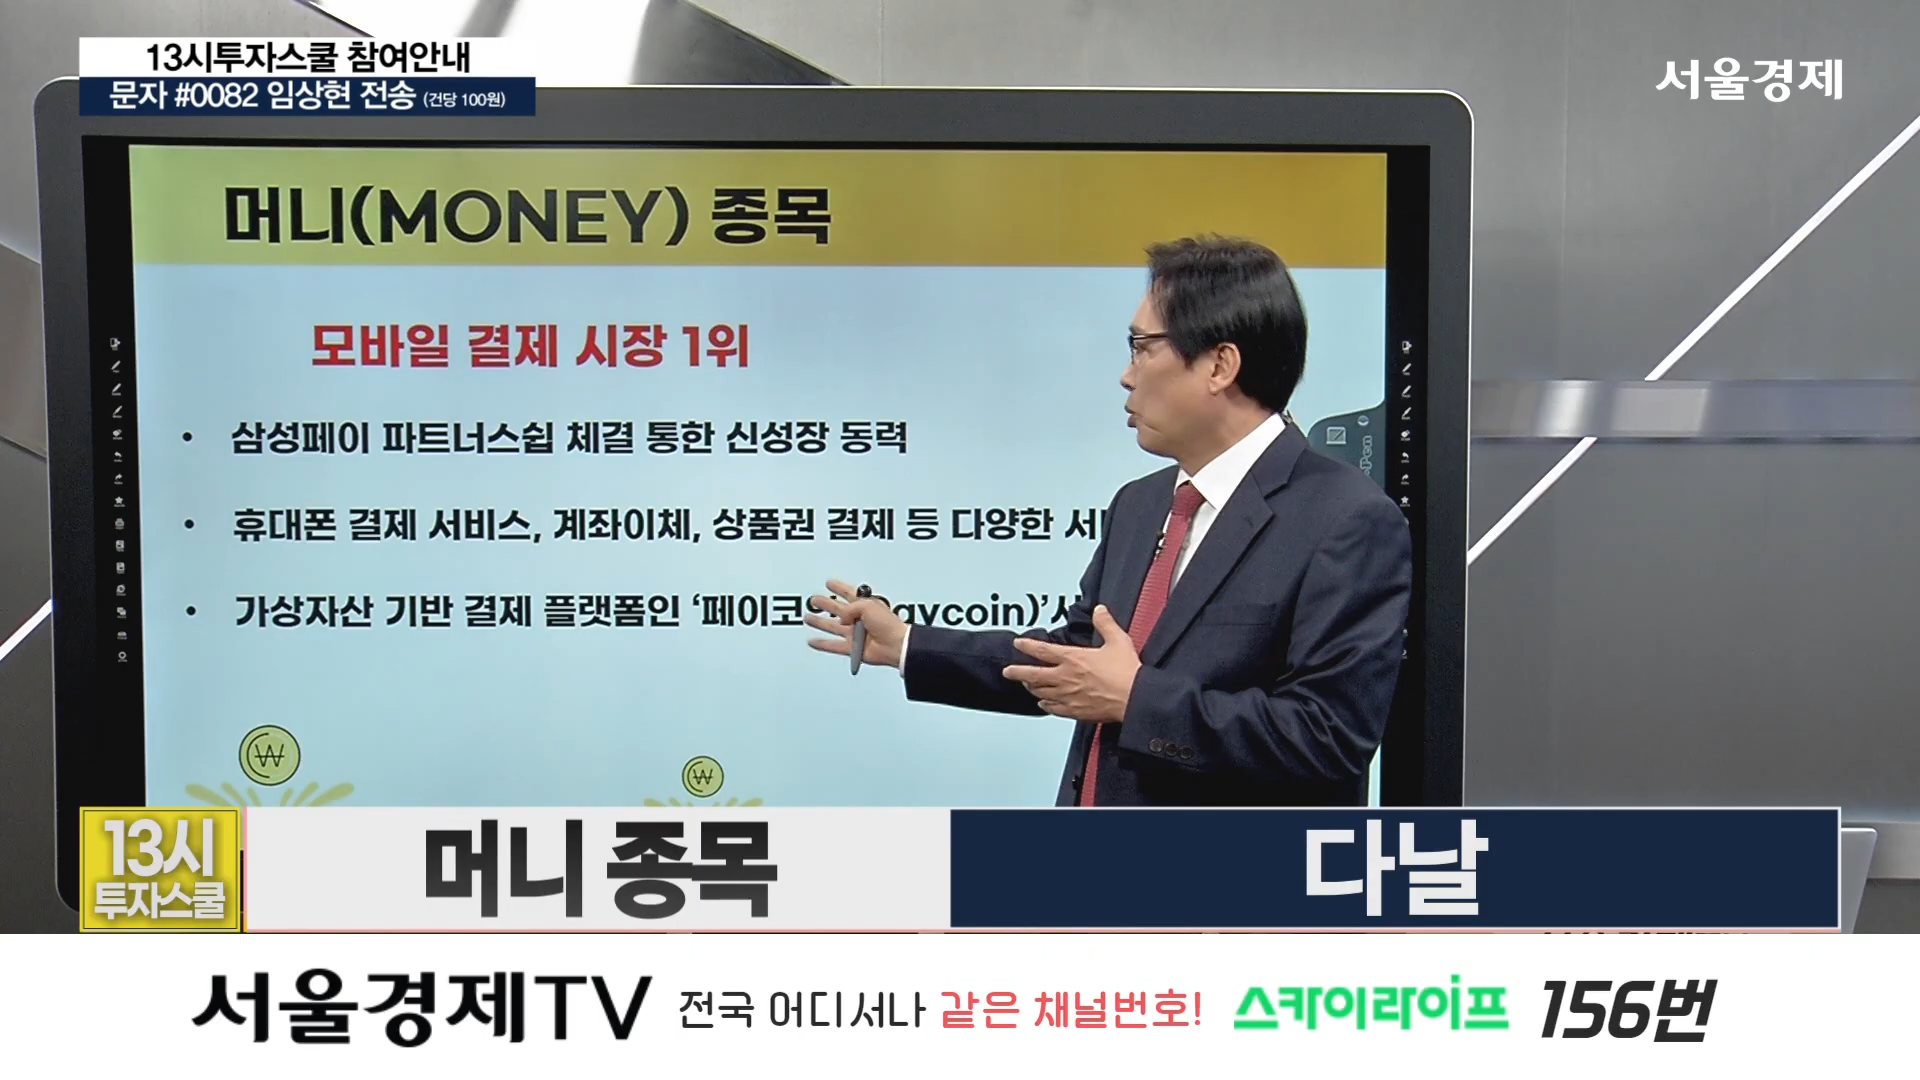 13시투자스쿨 참여안내
문자 #0082 임상현 전송 (건당 100원)
서울경제
머니(MONEY) 종목
모바일 결제 시장 1위
• 삼성페이 파트너스쉽 체결 통한 신성장 동력
• 휴대폰 결제 서비스, 계좌이체, 상품권 결제 등 다양한
• 가상자산 기반 결제 플랫폼인
13시
투자스쿨
머니 종목
다날
서울경제TV 전국 어디서나 같은 채널번호! 스카이라이프 156번